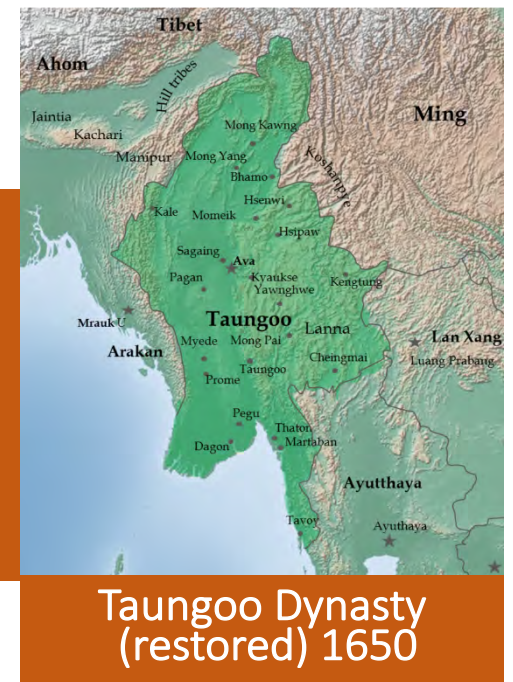 Tibet
Ahom
Hill tribes
Jaintia
Ming
Mong Kawng
Kachari
Koshanpye
Manipur
Mong Yang
Bhamo
Hsenwi
Kale
Momeik
Hsipaw
Sagaing
Ava
Pagan
Kyaukse
Kengtung
Yawnghwe
Mrauk U
Taungoo
Lanna
Lan Xang
Arakan
Myede
Mong Pai
Cheingmai
Luang Prabang
Taungoo
Prome
Pegu
Thaton
Dagon
Martaban
Ayutthaya
Tavoy
Ayuthaya
Taungoo Dynasty
(restored) 1650